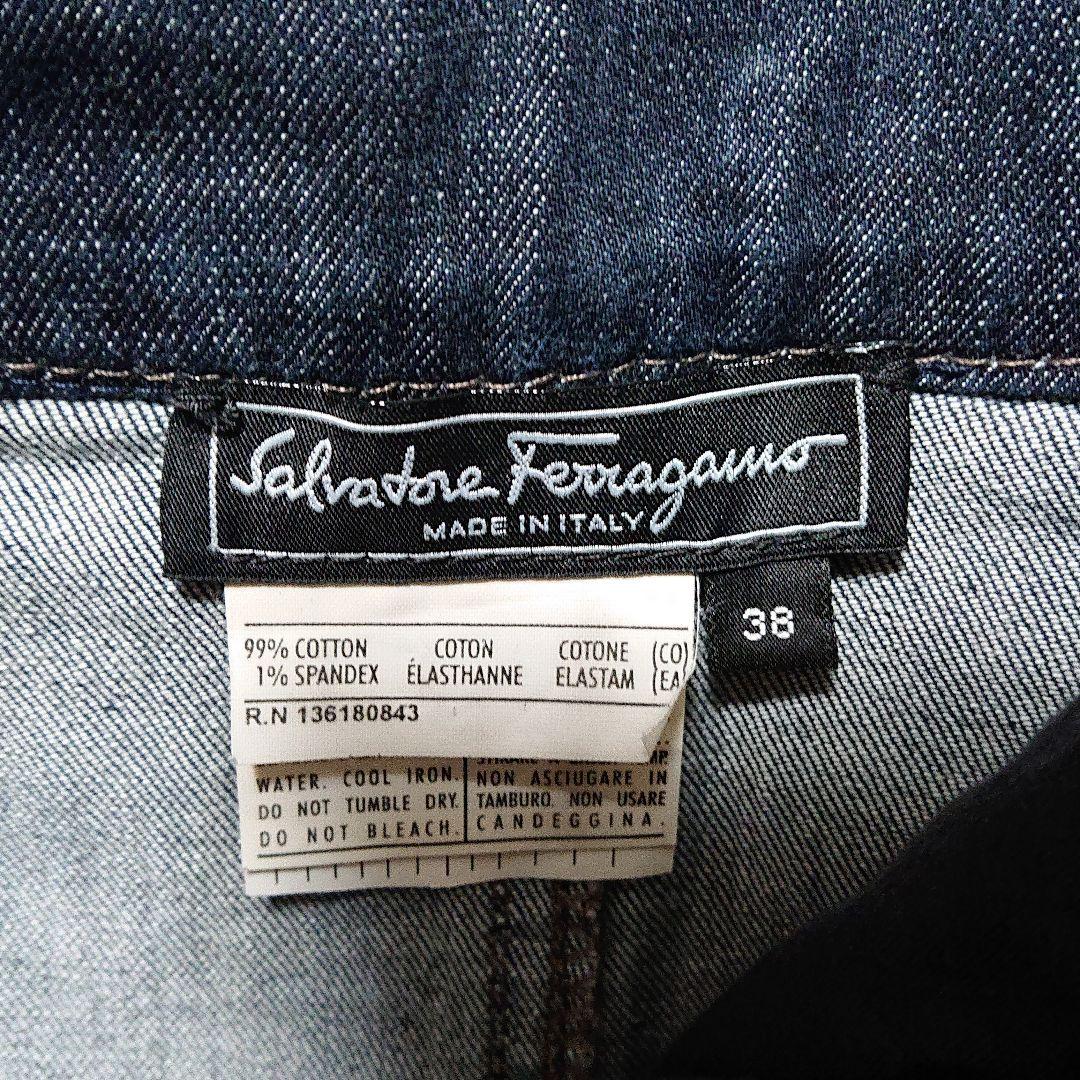 Salvatore Ferragamo
MADE IN ITALY
38
99% COTTON COTON COTONE (CO)
1% SPANDEX ÉLASTHANNE ELASTAM (EA
R.N 136180843
WATER. COOL IRON.
DO NOT TUMBLE DRY.
DO NOT BLEACH.
NON ASCIUGARE IN
TAMBURO. NON USARE
CANDEGGINA.